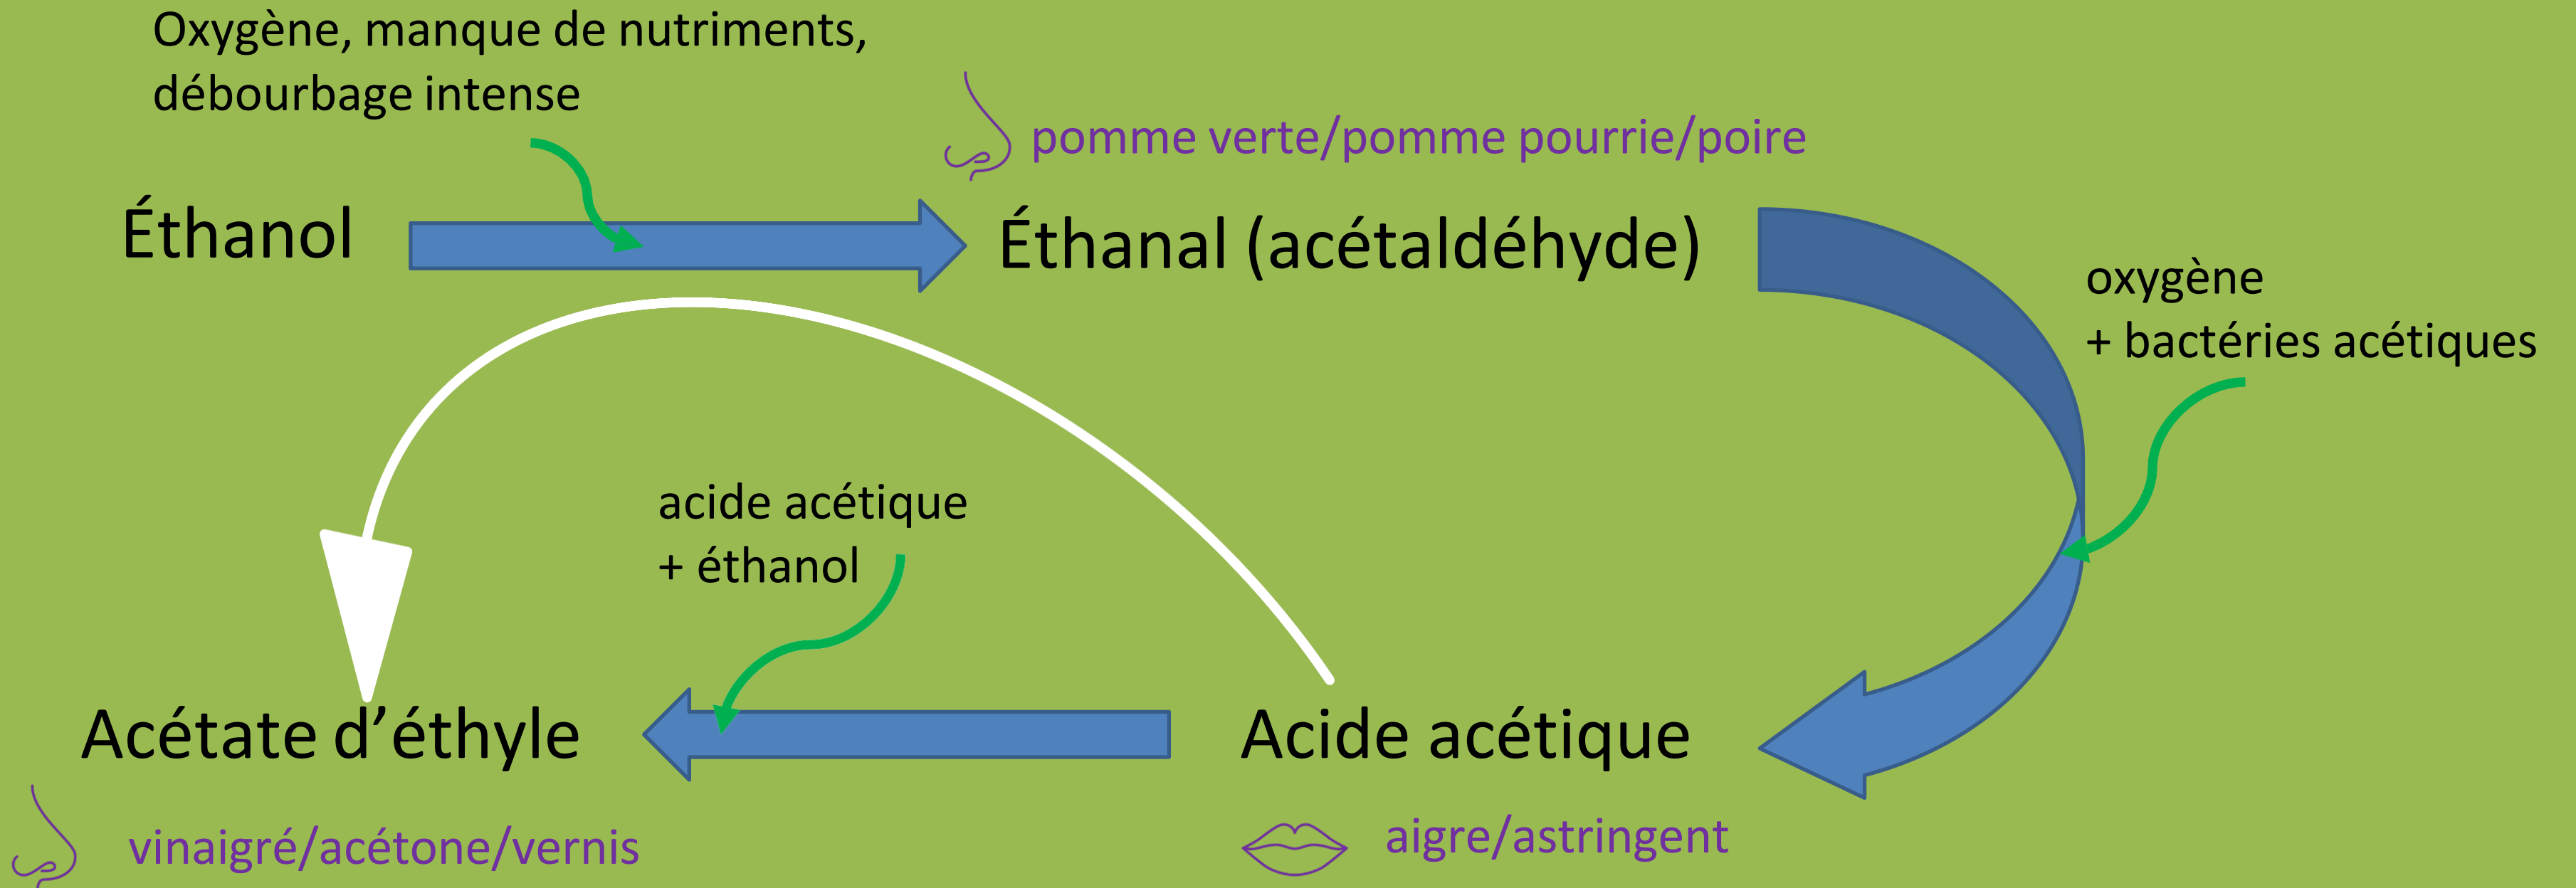 Oxygène, manque de nutriments,
débourbage intense
pomme verte/pomme pourrie/poire
Éthanol
Éthanal (acétaldéhyde)
oxygène
+ bactéries acétiques
acide acétique
+ éthanol
Acétate d’éthyle
Acide acétique
vinaigré/acétone/vernis
aigre/astringent